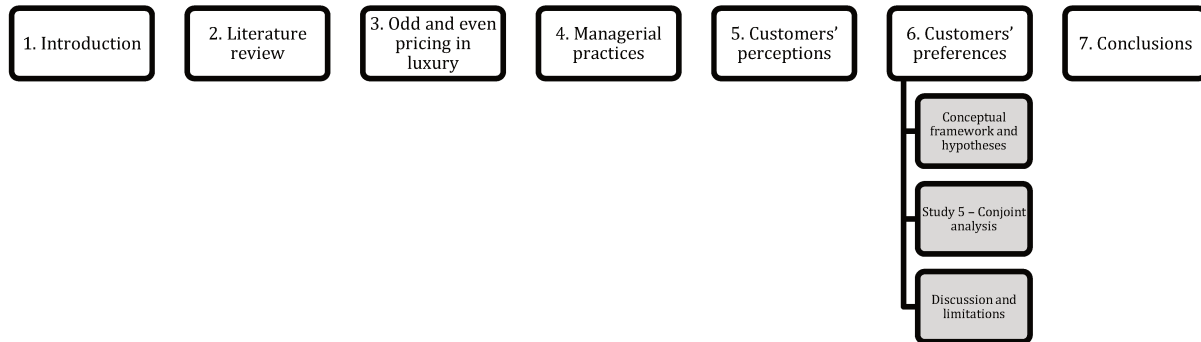 1. Introduction
2. Literature
review
3. Odd and even
pricing in
luxury
4. Managerial
practices
5. Customers’
perceptions
6. Customers’
preferences
7. Conclusions
Conceptual
framework and
hypotheses
Study 5 – Conjoint
analysis
Discussion and
limitations